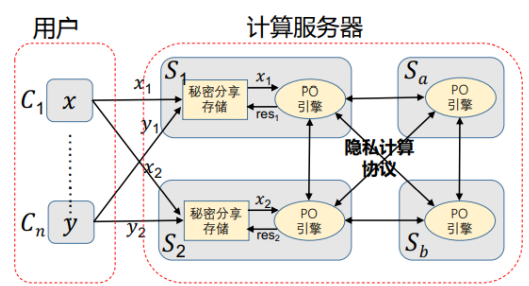 用户
计算服务器
C1
x
x1
S1
秘密分享
存储
x1
res1
PO
引擎
Sa
PO
引擎
y1
隐私计算
协议
x2
Cn
y
y2
S2
秘密分享
存储
x2
res2
PO
引擎
Sb
PO
引擎